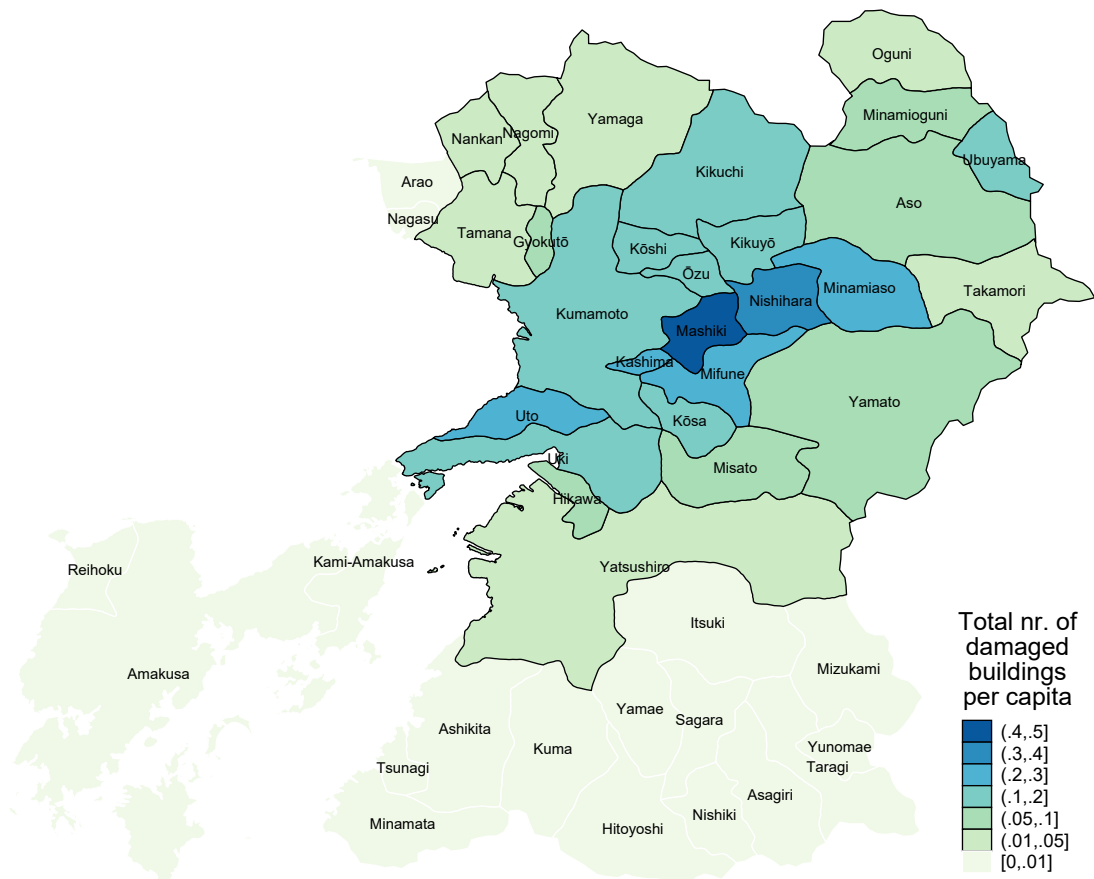 Oguni
Minamioguni
Yamaga
Nagomi
Nankan
Ubuyama
Kikuchi
Arao
Aso
Nagasu
Tamana
Gyokutō
Kōshi
Kikuyō
Ōzu
Minamiaso
Takamori
Nishihara
Kumamoto
Mashiki
Kashima
Mifune
Yamato
Uto
Kōsa
Uki
Misato
Hikawa
Kami-Amakusa
Reihoku
Yatsushiro
Itsuki
Mizukami
Amakusa
Yamae
Sagara
Ashikita
Kuma
Yunomae
Tsunagi
Taragi
Asagiri
Nishiki
Minamata
Hitoyoshi
Total nr. of
damaged
buildings
per capita
(.4,.5]
(.3,.4]
(.2,.3]
(.1,.2]
(.05,.1]
(.01,.05]
[0,.01]